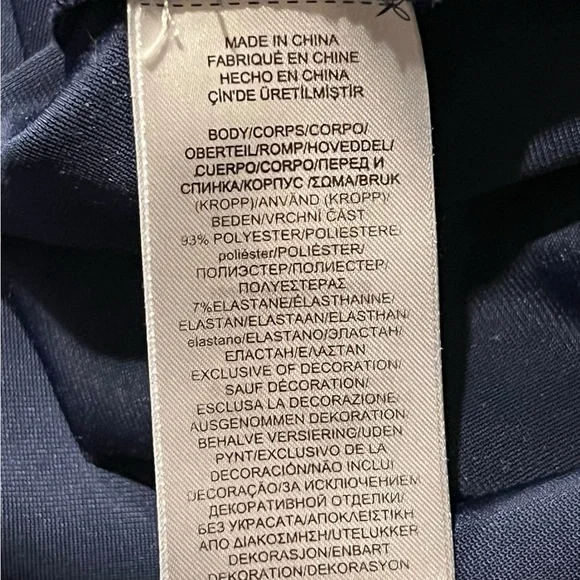 MADE IN CHINA
FABRIQUÉ EN CHINE
HECHO EN CHINA
ÇİN'DE ÜRETİLMİŞTİR
BODY/CORPS/CORPO/
OBERTEIL/ROMP/HOVEDDEL/
CUERPO/CORPO/ПЕРЕД И
СПИНКА/КОРПУС /ΣΩΜΑ/BRUK
(KROPP)/ANVÄND (KROPP)/
BEDEN/VRCHNÍ ČÁST
93% POLYESTER/POLIESTERE/
poliéster/POLIÉSTER/
ПОЛИЭСТЕР/ПОЛИЕСТЕР/
ΠΟΛΥΕΣΤΕΡΑΣ
7%ELASTANE/ÉLASTHANNE/
ELASTAN/ELASTAAN/ELASTHAN/
elastano/ELASTANO/ЭЛАСТАН/
ЕЛАСТАН/ΕΛΑΣΤΑΝ
EXCLUSIVE OF DECORATION/
SAUF DÉCORATION/
ESCLUSA LA DECORAZIONE/
AUSGENOMMEN DEKORATION/
BEHALVE VERSIERING/UDEN
PYNT/EXCLUSIVO DE LA
DECORACIÓN/NÃO INCLUI
DECORAÇÃO/ЗА ИСКЛЮЧЕНИЕМ
ДЕКОРАТИВНОЙ ОТДЕЛКИ/
БЕЗ УКРАСАТА/ΑΠΟΚΛΕΙΣΤΙΚΗ
ΑΠΟ ΔΙΑΚΟΣΜΗΣΗ/UTELUKKER
DEKORASJON/ENBART
DEKORATION/DEKORASYON